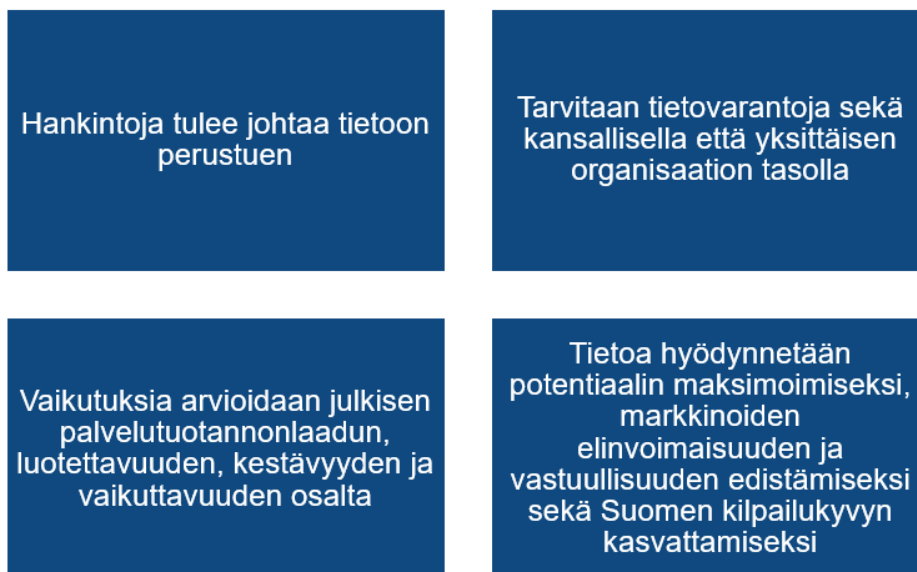 Hankintoja tulee johtaa tietoon
perustuen
Tarvitaan tietovarantoja sekä
kansallisella että yksittäisen
organisaation tasolla
Vaikutuksia arvioidaan julkisen
palvelutuotannonlaadun,
luotettavuuden, kestävyyden ja
vaikuttavuuden osalta
Tietoa hyödynnetään
potentiaalin maksimoimiseksi,
markkinoiden
elinvoimaisuuden ja
vastuullisuuden edistämiseksi
sekä Suomen kilpailukyvyn
kasvattamiseksi